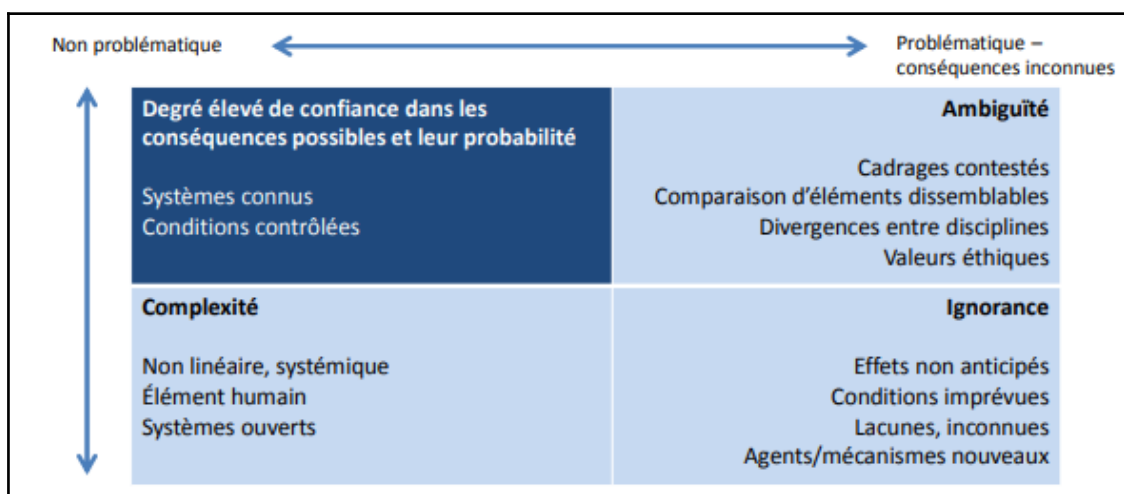 Non problématique
Problématique –
conséquences inconnues
Degré élevé de confiance dans les
conséquences possibles et leur probabilité
Systèmes connus
Conditions contrôlées
Ambiguïté
Cadrages contestés
Comparaison d'éléments dissemblables
Divergences entre disciplines
Valeurs éthiques
Complexité
Non linéaire, systémique
Élément humain
Systèmes ouverts
Ignorance
Effets non anticipés
Conditions imprévues
Lacunes, inconnues
Agents/mécanismes nouveaux